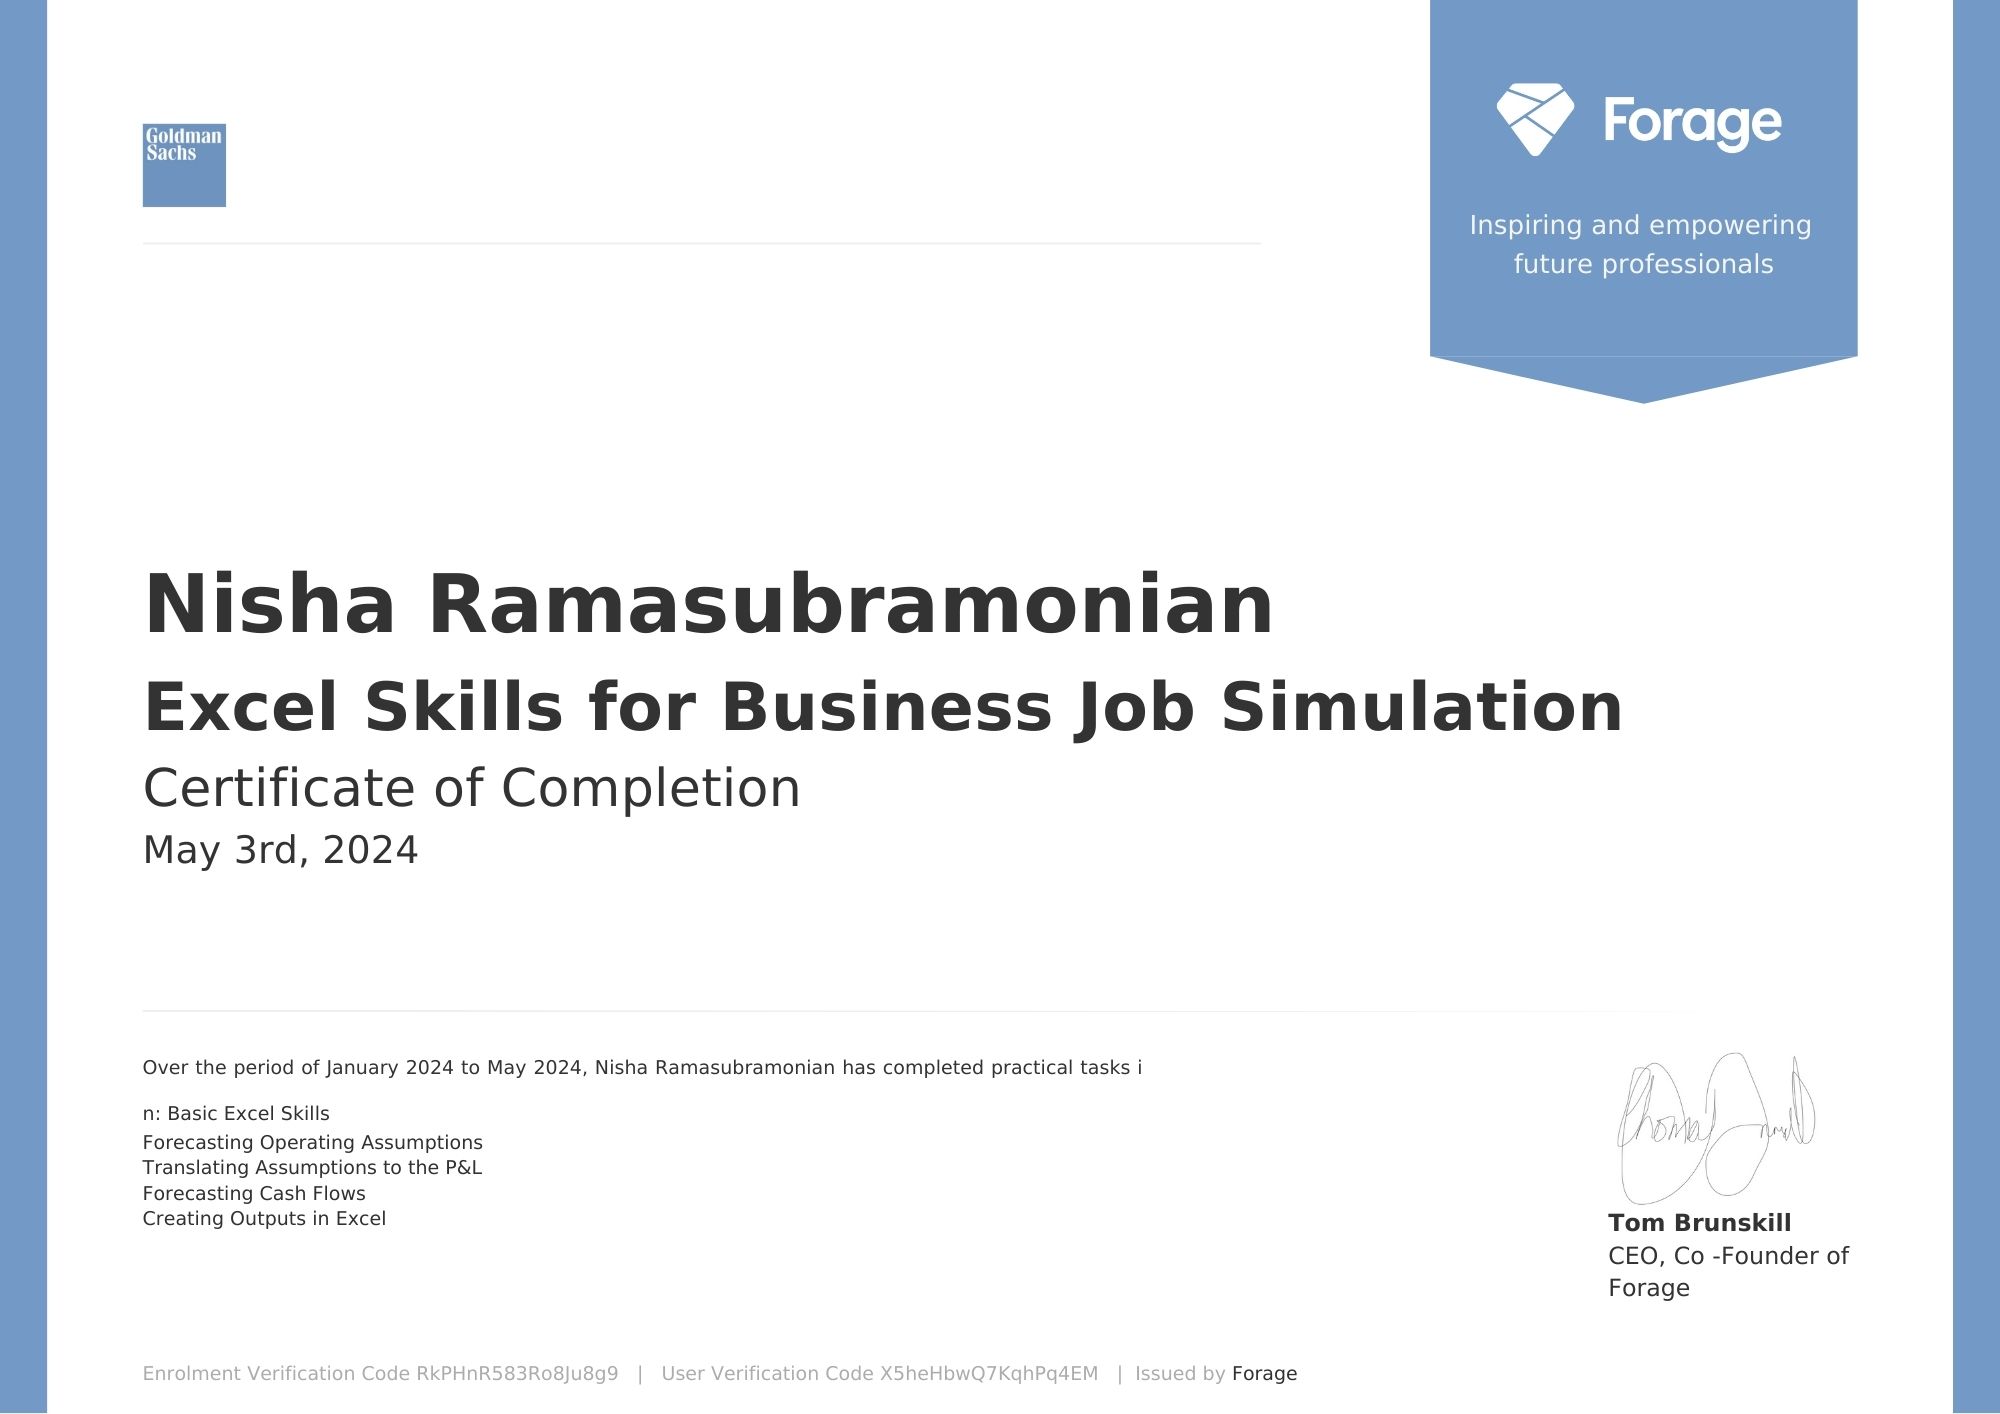 Goldman
Sachs
Forage
Inspiring and empowering
future professionals
Nisha Ramasubramonian
Excel Skills for Business Job Simulation
Certificate of Completion
May 3rd, 2024
Over the period of January 2024 to May 2024, Nisha Ramasubramonian has completed practical tasks i
n: Basic Excel Skills
Forecasting Operating Assumptions
Translating Assumptions to the P&L
Forecasting Cash Flows
Creating Outputs in Excel
Tom Brunskill
CEO, Co -Founder of
Forage
Enrolment Verification Code RkPHnR583Ro8Ju8g9 | User Verification Code X5heHbwQ7KqhPq4EM | Issued by Forage